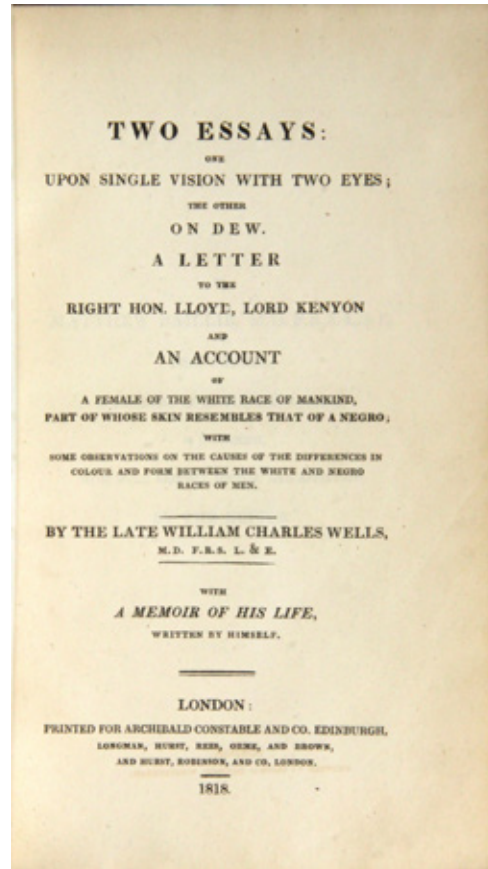 TWO ESSAYS:
ONE
UPON SINGLE VISION WITH TWO EYES;
THE OTHER
ON DEW.
A LETTER
TO THE
RIGHT HON. LLOYD, LORD KENYON
AND
AN ACCOUNT
OF
A FEMALE OF THE WHITE RACE OF MANKIND,
PART OF WHOSE SKIN RESEMBLES THAT OF A NEGRO;
WITH
SOME OBSERVATIONS ON THE CAUSES OF THE DIFFERENCES IN
COLOUR AND FORM BETWEEN THE WHITE AND NEGRO
RACES OF MEN.
BY THE LATE WILLIAM CHARLES WELLS,
M.D. F.R.S. L. & E.
WITH
A MEMOIR OF HIS LIFE,
WRITTEN BY HIMSELF.
LONDON:
PRINTED FOR ARCHIBALD CONSTABLE AND CO. EDINBURGH,
LONGMAN, HURST, REES, ORME, AND BROWN,
AND HURST, ROBINSON, AND CO. LONDON.
1818.